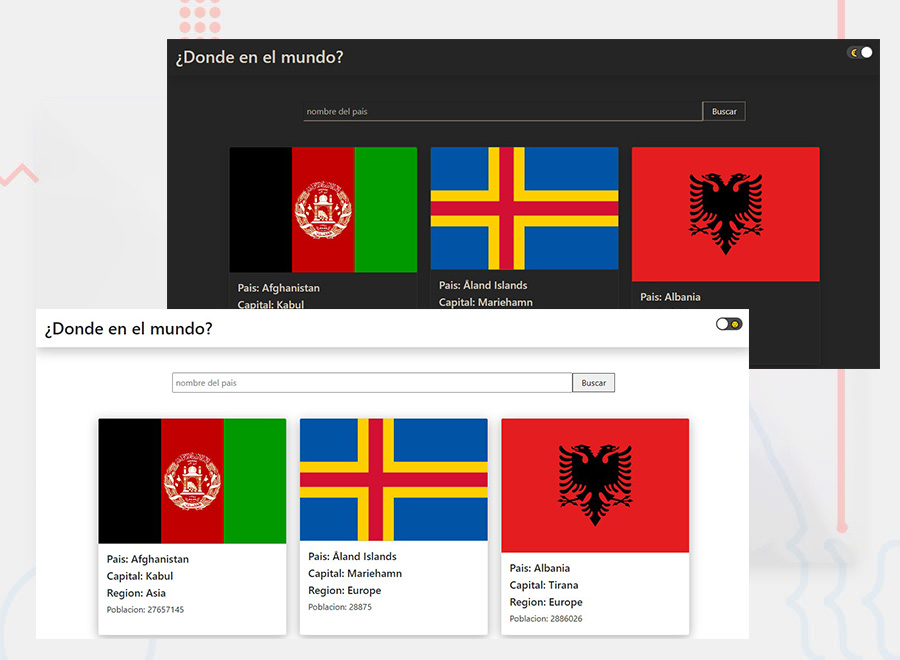 ¿Donde en el mundo?
nombre del pais
Buscar
Pais: Afghanistan
Capital: Kabul
Pais: Åland Islands
Capital: Mariehamn
Pais: Albania
¿Donde en el mundo?
nombre del pais
Buscar
Pais: Afghanistan
Capital: Kabul
Region: Asia
Poblacion: 27657145
Pais: Åland Islands
Capital: Mariehamn
Region: Europe
Poblacion: 28875
Pais: Albania
Capital: Tirana
Region: Europe
Poblacion: 2886026